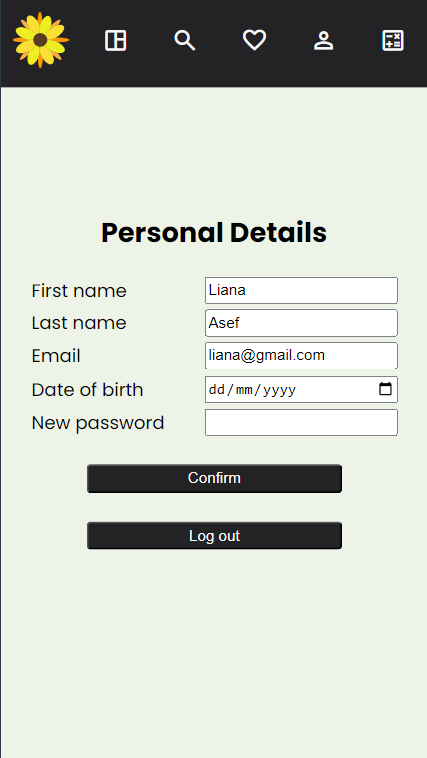 Personal Details
First name Liana
Last name Asef
Email liana@gmail.com
Date of birth dd/mm/yyyy
New password
Confirm
Log out